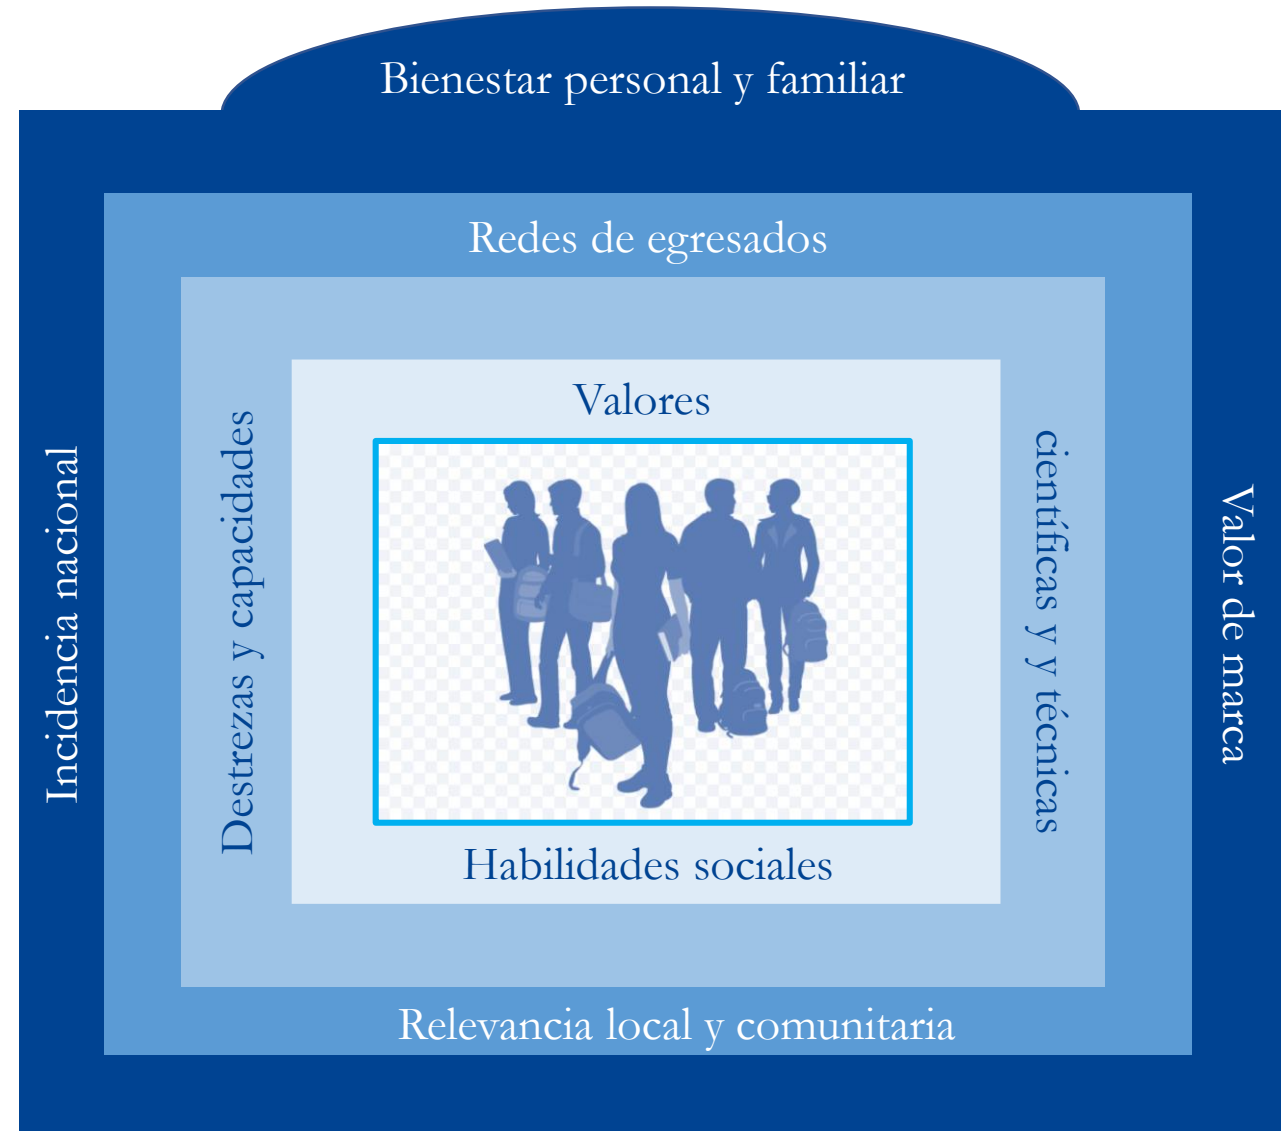 Bienestar personal y familiar
Redes de egresados
Valores
Incidencia nacional
Destrezas y capacidades
científicas y y técnicas
Valor de marca
Habilidades sociales
Relevancia local y comunitaria